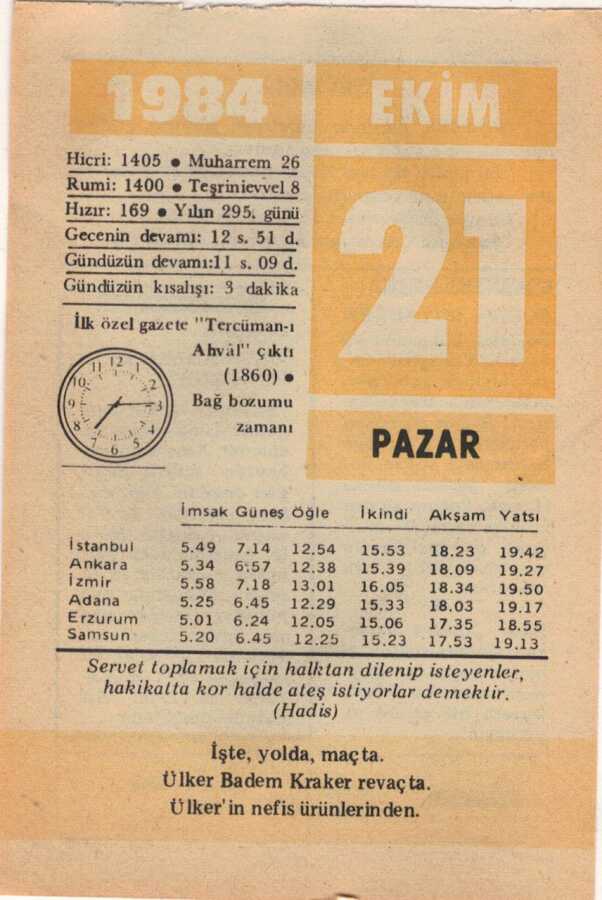 1984 EKİM
Hicri: 1405 ● Muharrem 26
Rumi: 1400 ● Teşrinievvel 8
Hızır: 169 ● Yılın 295. günü
Gecenin devamı: 12 s. 51 d.
Gündüzün devamı:11 s. 09 d.
Gündüzün kısalışı: 3 dakika
21
İlk özel gazete "Tercüman-ı
Ahvâl" çıktı
(1860) ●
Bağ bozumu
zamanı
PAZAR
İmsak Güneş Öğle İkindi Akşam Yatsı
İstanbul 5.49 7.14 12.54 15.53 18.23 19.42
Ankara 5.34 6.57 12.38 15.39 18.09 19.27
İzmir 5.58 7.18 13.01 16.05 18.34 19.50
Adana 5.25 6.45 12.29 15.33 18.03 19.17
Erzurum 5.01 6.24 12.05 15.06 17.35 18.55
Samsun 5.20 6.45 12.25 15.23 17.53 19.13
Servet toplamak için halktan dilenip isteyenler,
hakikatta kor halde ateş istiyorlar demektir.
(Hadis)
İşte, yolda, maçta.
Ülker Badem Kraker revaçta.
Ülker'in nefis ürünlerinden.